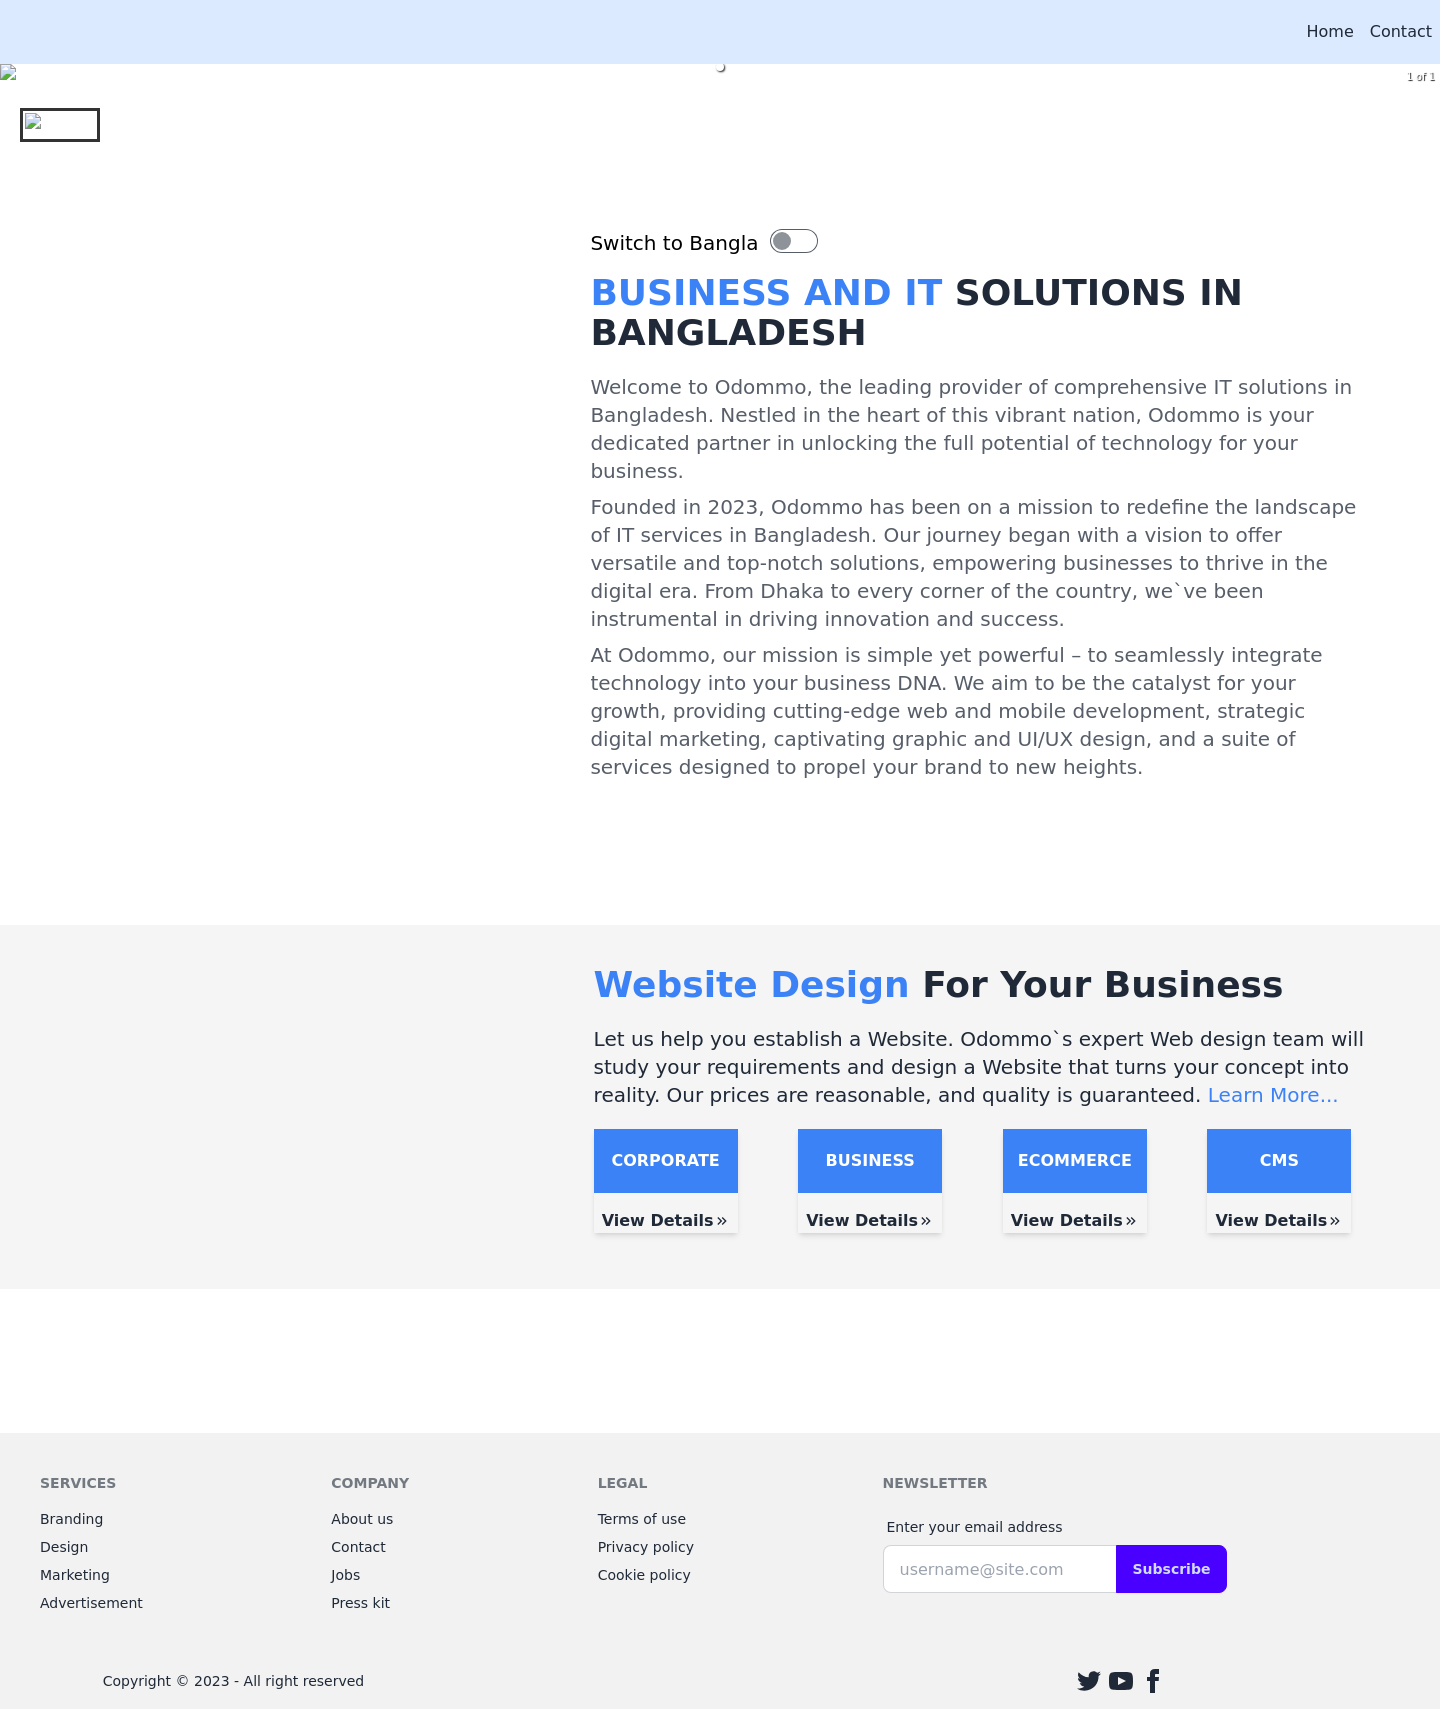 Home Contact
1 of 1
Switch to Bangla
BUSINESS AND IT SOLUTIONS IN
BANGLADESH
Welcome to Odommo, the leading provider of comprehensive IT solutions in
Bangladesh. Nestled in the heart of this vibrant nation, Odommo is your
dedicated partner in unlocking the full potential of technology for your
business.
Founded in 2023, Odommo has been on a mission to redefine the landscape
of IT services in Bangladesh. Our journey began with a vision to offer
versatile and top-notch solutions, empowering businesses to thrive in the
digital era. From Dhaka to every corner of the country, we`ve been
instrumental in driving innovation and success.
At Odommo, our mission is simple yet powerful – to seamlessly integrate
technology into your business DNA. We aim to be the catalyst for your
growth, providing cutting-edge web and mobile development, strategic
digital marketing, captivating graphic and UI/UX design, and a suite of
services designed to propel your brand to new heights.
Website Design For Your Business
Let us help you establish a Website. Odommo`s expert Web design team will
study your requirements and design a Website that turns your concept into
reality. Our prices are reasonable, and quality is guaranteed. Learn More...
CORPORATE BUSINESS ECOMMERCE CMS
View Details» View Details» View Details» View Details»
SERVICES
Branding
Design
Marketing
Advertisement
COMPANY
About us
Contact
Jobs
Press kit
LEGAL
Terms of use
Privacy policy
Cookie policy
NEWSLETTER
Enter your email address
username@site.com Subscribe
Copyright © 2023 - All right reserved